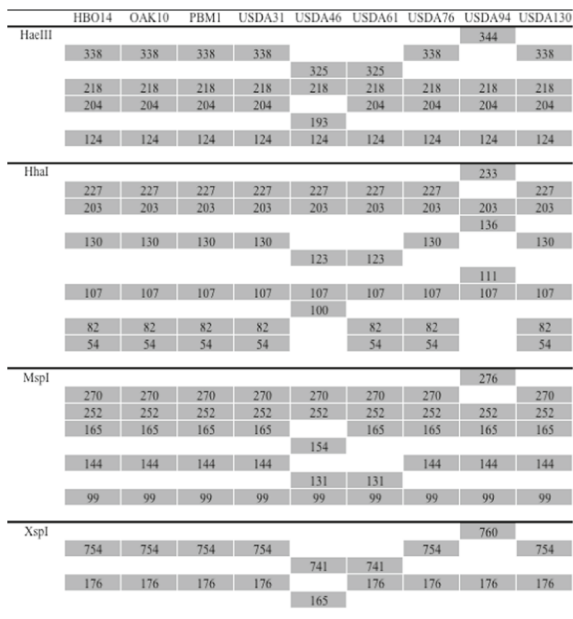 HBO14 OAK10 PBM1 USDA31 USDA46 USDA61 USDA76 USDA94 USDA130
HaeIII 344
338 338 338 338 338 338
325 325
218 218 218 218 218 218 218 218 218
204 204 204 204 204 204 204 204
193
124 124 124 124 124 124 124 124 124
HhaI 233
227 227 227 227 227 227 227 227
203 203 203 203 203 203 203 203 203
136
130 130 130 130 130 130
123 123
111
107 107 107 107 107 107 107 107 107
100
82 82 82 82 82 82 82
54 54 54 54 54 54 54
MspI 276
270 270 270 270 270 270 270 270
252 252 252 252 252 252 252 252 252
165 165 165 165 165 165 165 165
154
144 144 144 144 144 144 144
131 131
99 99 99 99 99 99 99 99 99
XspI 760
754 754 754 754 754 754
741 741
176 176 176 176 176 176 176 176
165